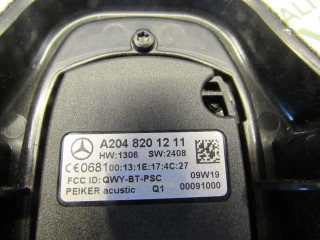 A204 820 12 11
HW:1306 SW:2408
CE0681 00:13:1E:17:4C:27
FCC ID: QWY-BT-PSC 09W19
PEIKER acustic Q1 00091000